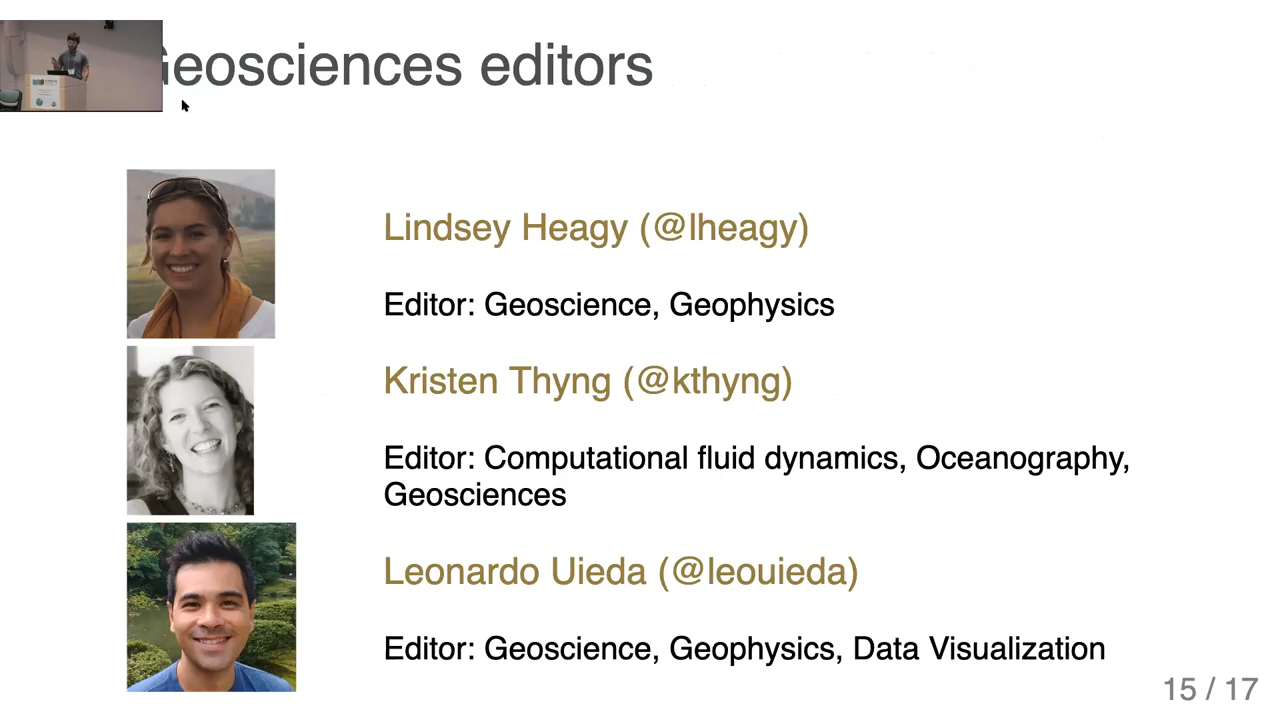 Geosciences editors
Lindsey Heagy (@lheagy)
Editor: Geoscience, Geophysics
Kristen Thyng (@kthyng)
Editor: Computational fluid dynamics, Oceanography,
Geosciences
Leonardo Uieda (@leouieda)
Editor: Geoscience, Geophysics, Data Visualization
15 / 17